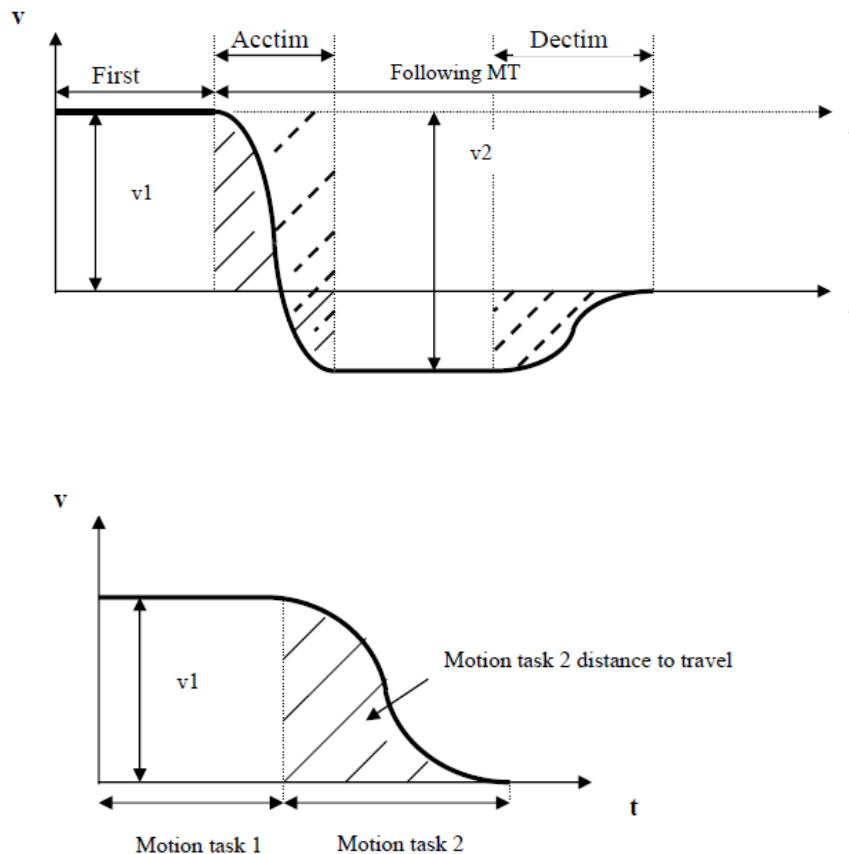 v
Acctim
Dectim
First
Following MT
v1
v2
v
v1
Motion task 2 distance to travel
t
Motion task 1
Motion task 2